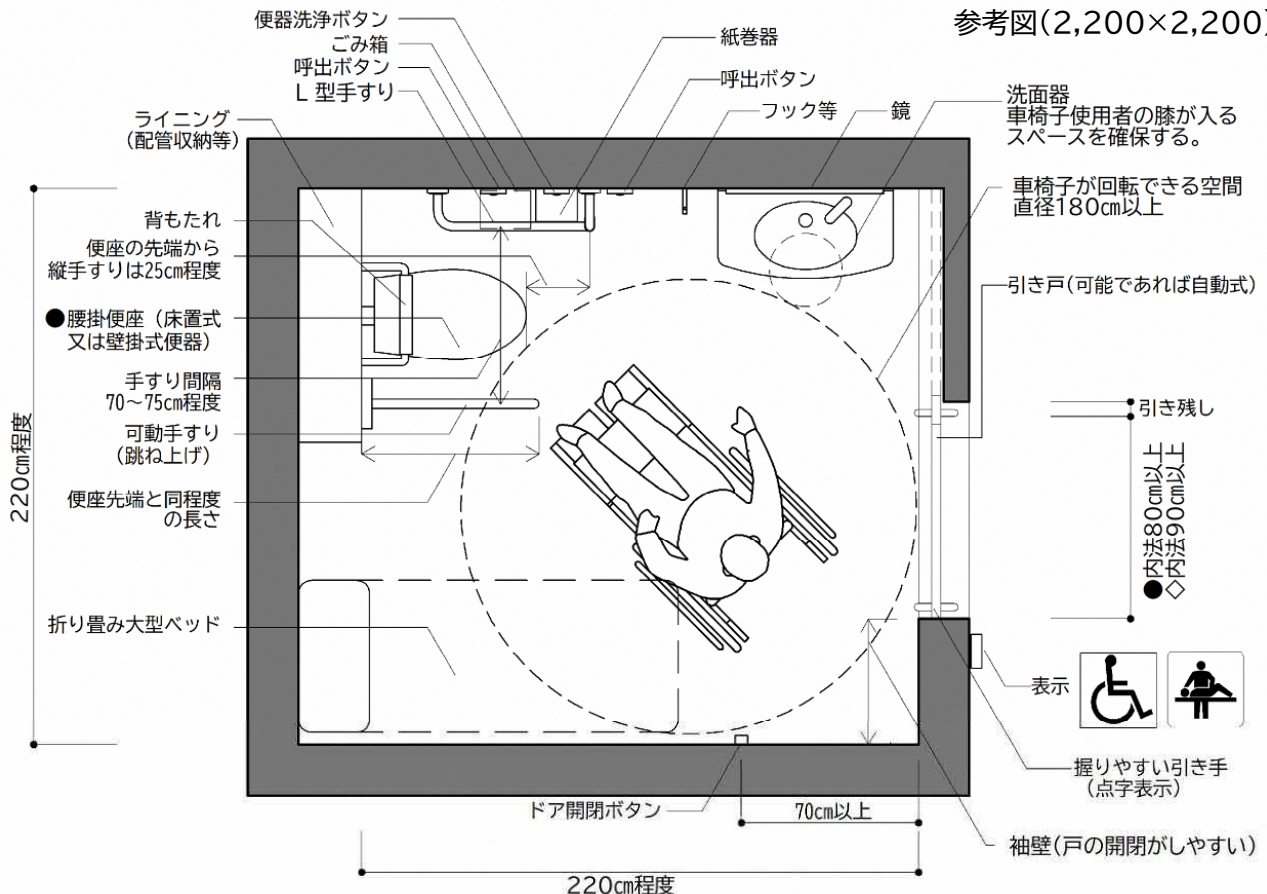 参考図(2,200×2,200)
便器洗浄ボタン
ごみ箱
呼出ボタン
L 型手すり
紙巻器
呼出ボタン
フック等
鏡
洗面器
車椅子使用者の膝が入る
スペースを確保する。
ライニング
(配管収納等)
車椅子が回転できる空間
直径180㎝以上
背もたれ
便座の先端から
縦手すりは25㎝程度
引き戸(可能であれば自動式)
●腰掛便座（床置式
又は壁掛式便器）
手すり間隔
70～75㎝程度
引き残し
可動手すり
（跳ね上げ）
220㎝程度
●内法80㎝以上
◇内法90㎝以上
便座先端と同程度
の長さ
折り畳み大型ベッド
表示
握りやすい引き手
（点字表示）
ドア開閉ボタン
70㎝以上
袖壁(戸の開閉がしやすい)
220㎝程度